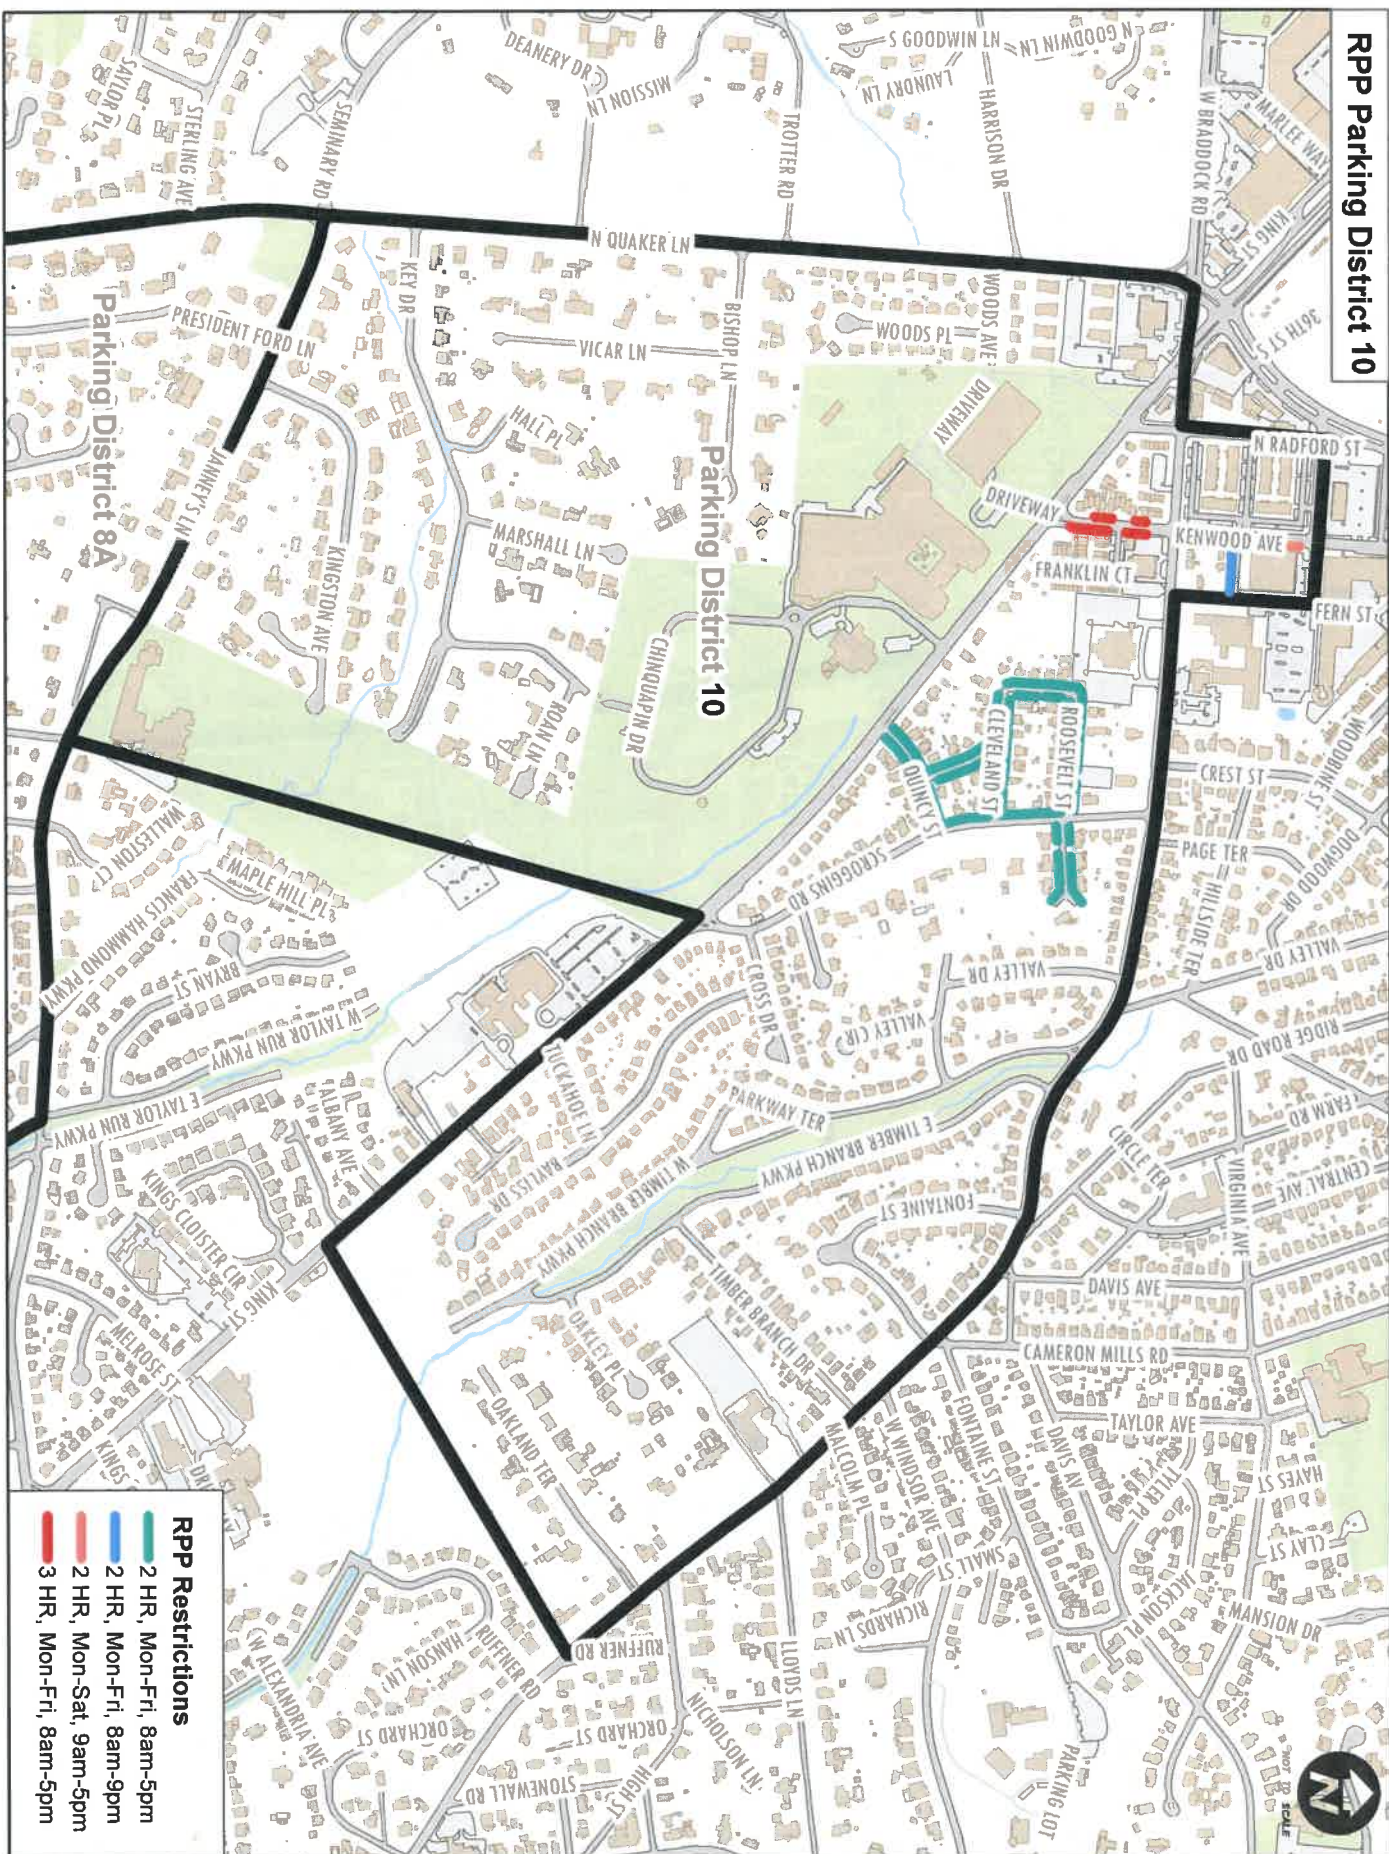 RPP Parking District 10
NOT TO SCALE
N
MARLEE WAY
KING ST
W BRADDOCK RD
36TH ST S
N GOODWIN LN
S GOODWIN LN
LAUNDRY LN
HARRISON DR
TROTTER RD
MISSION LN
DEANERY DR
SEMINARY RD
STERLING AVE
SAYLOR PL
N QUAKER LN
WOODS AVE
WOODS PL
BISHOP LN
VICAR LN
KEY DR
HALL PL
MARSHALL LN
PRESIDENT FORD LN
JANNEY'S LN
KINGSTON AVE
Parking District 8A
Parking District 10
DRIVEWAY
DRIVEWAY
N RADFORD ST
KENWOOD AVE
FRANKLIN CT
FERN ST
CHINQUAPIN DR
ROAN LN
ROOSEVELT ST
CLEVELAND ST
QUINCY ST
SCROGGINS RD
WOODBINE ST
CREST ST
DOGWOOD DR
PAGE TER
HILLSIDE TER
VALLEY DR
VALLEY DR
VALLEY CIR
CROSS DR
RIDGE ROAD DR
FARM RD
CENTRAL AVE
VIRGINIA AVE
CIRCLE TER
PARKWAY TER
E TIMBER BRANCH PKWY
W TIMBER BRANCH PKWY
FONTAINE ST
TUCKAHOE LN
BAYLISS DR
WALLESTON CT
FRANCIS HAMMOND PKWY
MAPLE HILL PL
BRYAN ST
W TAYLOR RUN PKWY
E TAYLOR RUN PKWY
ALBANY AVE
KINGS CLOISTER CIR
KING ST
MELROSE ST
KINGS
TIMBER BRANCH DR
OAKLEY PL
OAKLAND TER
DAVIS AVE
CAMERON MILLS RD
TAYLOR AVE
FONTAINE ST
DAVIS AV
TYLER PL
HAYES ST
CLAY ST
JACKSON PL
MANSION DR
W WINDSOR AVE
MALCOLM PL
SMALL ST
RICHARDS LN
LLOYDS LN
RUFFNER RD
RUFFNER RD
HANSON LN
NICHOLSON LN
ORCHARD ST
ORCHARD ST
HIGH ST
STONEWALL RD
W ALEXANDRIA AVE
PARKING LOT
RPP Restrictions
2 HR, Mon-Fri, 8am-5pm
2 HR, Mon-Fri, 8am-9pm
2 HR, Mon-Sat, 9am-5pm
3 HR, Mon-Fri, 8am-5pm